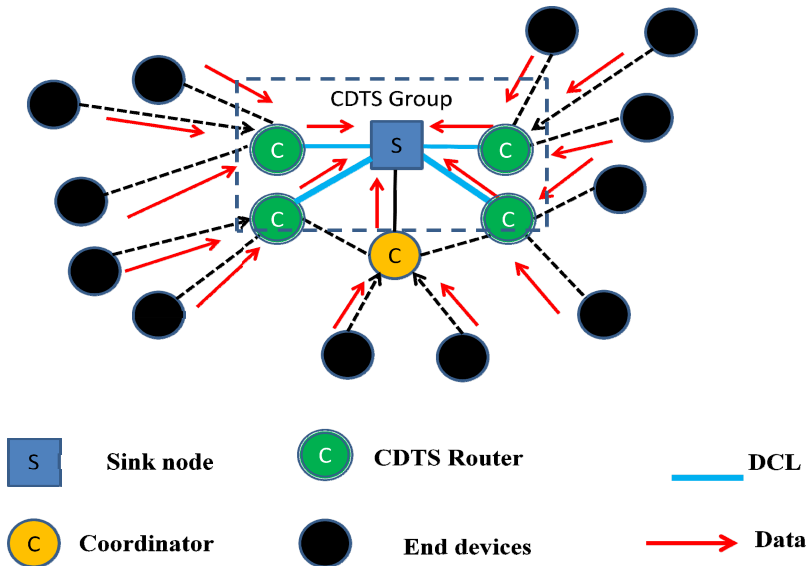 CDTS Group
C
S
C
C
C
C
S
Sink node
C
CDTS Router
DCL
C
Coordinator
End devices
Data